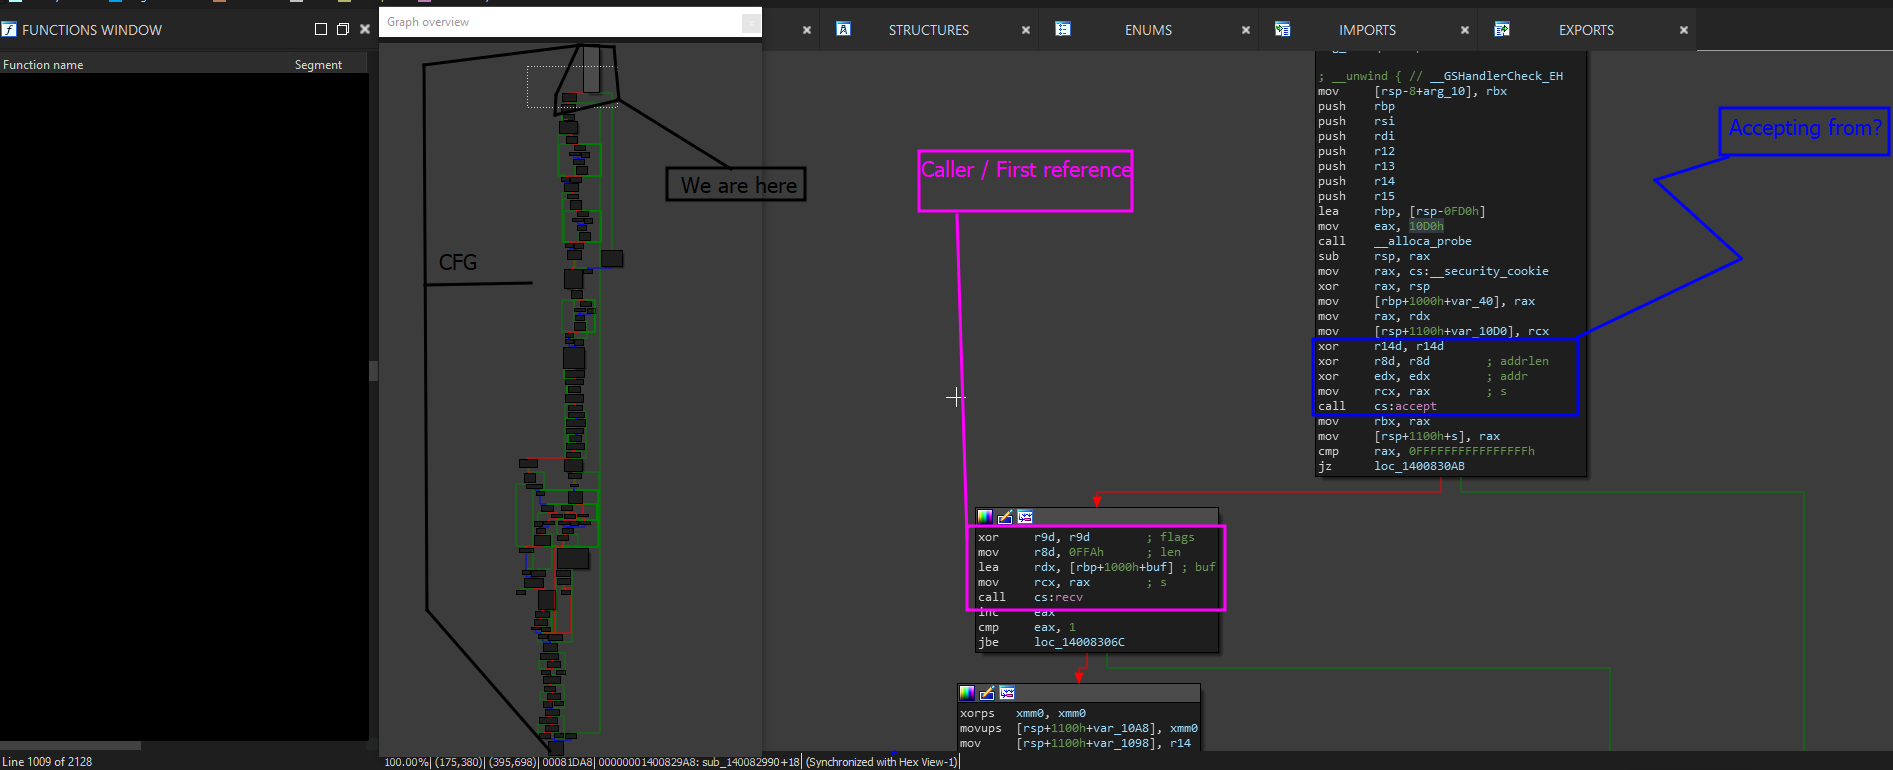 FUNCTIONS WINDOW
Function name
Segment
Line 1009 of 2128
Graph overview
We are here
CFG
STRUCTURES
ENUMS
IMPORTS
EXPORTS
Caller / First reference
Accepting from?
; __unwind { // __GSHandlerCheck_EH
mov [rsp-8+arg_10], rbx
push rbp
push rsi
push rdi
push r12
push r13
push r14
push r15
lea rbp, [rsp-0FD0h]
mov eax, 10D0h
call __alloca_probe
sub rsp, rax
mov rax, cs:__security_cookie
xor rax, rsp
mov [rbp+1000h+var_40], rax
mov rax, rdx
mov [rsp+1100h+var_10D0], rcx
xor r14d, r14d
xor r8d, r8d ; addrlen
xor edx, edx ; addr
mov rcx, rax ; s
call cs:accept
mov rbx, rax
mov [rsp+1100h+s], rax
cmp rax, 0FFFFFFFFFFFFFFFFh
jz loc_1400830AB
xor r9d, r9d ; flags
mov r8d, 0FFAh ; len
lea rdx, [rbp+1000h+buf] ; buf
mov rcx, rax ; s
call cs:recv
inc eax
cmp eax, 1
jbe loc_14008306C
xorps xmm0, xmm0
movups [rsp+1100h+var_10A8], xmm0
mov [rsp+1100h+var_1098], r14
100.00% (175,380) (395,698) 00081DA8 00000001400829A8: sub_140082990+18 (Synchronized with Hex View-1)